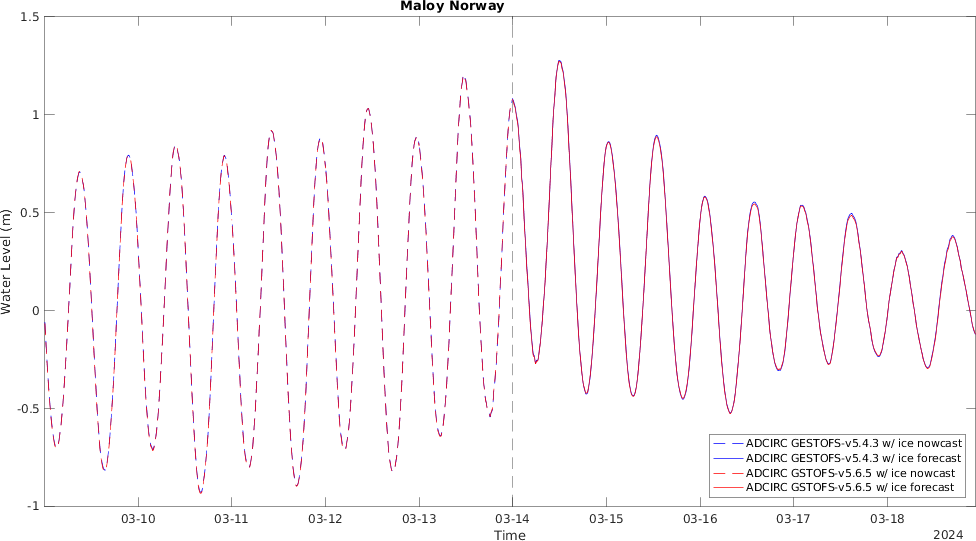 Maloy Norway
1.5
1
0.5
0
-0.5
-1
Water Level (m)
03-10 03-11 03-12 03-13 03-14 03-15 03-16 03-17 03-18
Time
2024
ADCIRC GESTOFS-v5.4.3 w/ ice nowcast
ADCIRC GESTOFS-v5.4.3 w/ ice forecast
ADCIRC GSTOFS-v5.6.5 w/ ice nowcast
ADCIRC GSTOFS-v5.6.5 w/ ice forecast